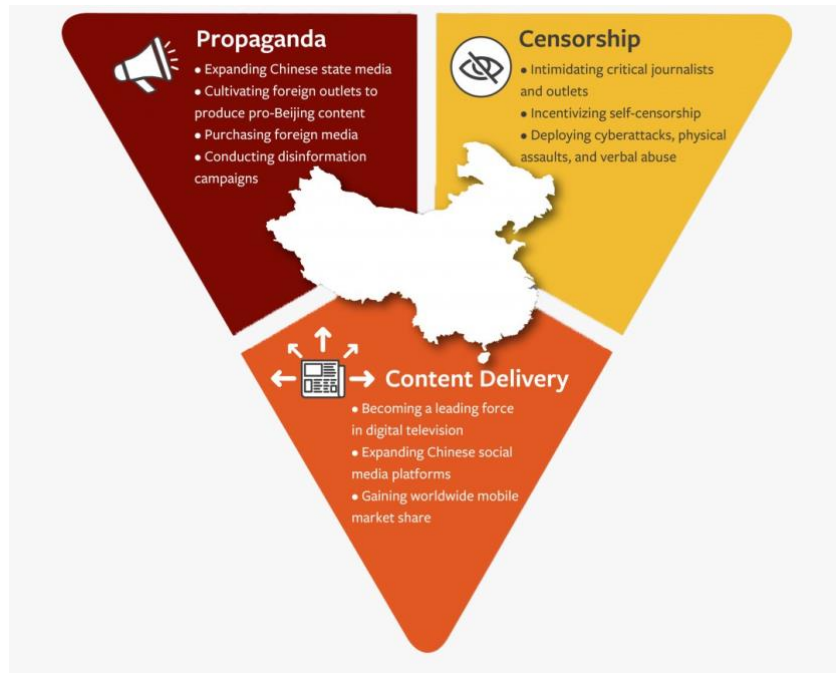 Propaganda
• Expanding Chinese state media
• Cultivating foreign outlets to
produce pro-Beijing content
• Purchasing foreign media
• Conducting disinformation
campaigns
Censorship
• Intimidating critical journalists
and outlets
• Incentivizing self-censorship
• Deploying cyberattacks, physical
assaults, and verbal abuse
Content Delivery
• Becoming a leading force
in digital television
• Expanding Chinese social
media platforms
• Gaining worldwide mobile
market share